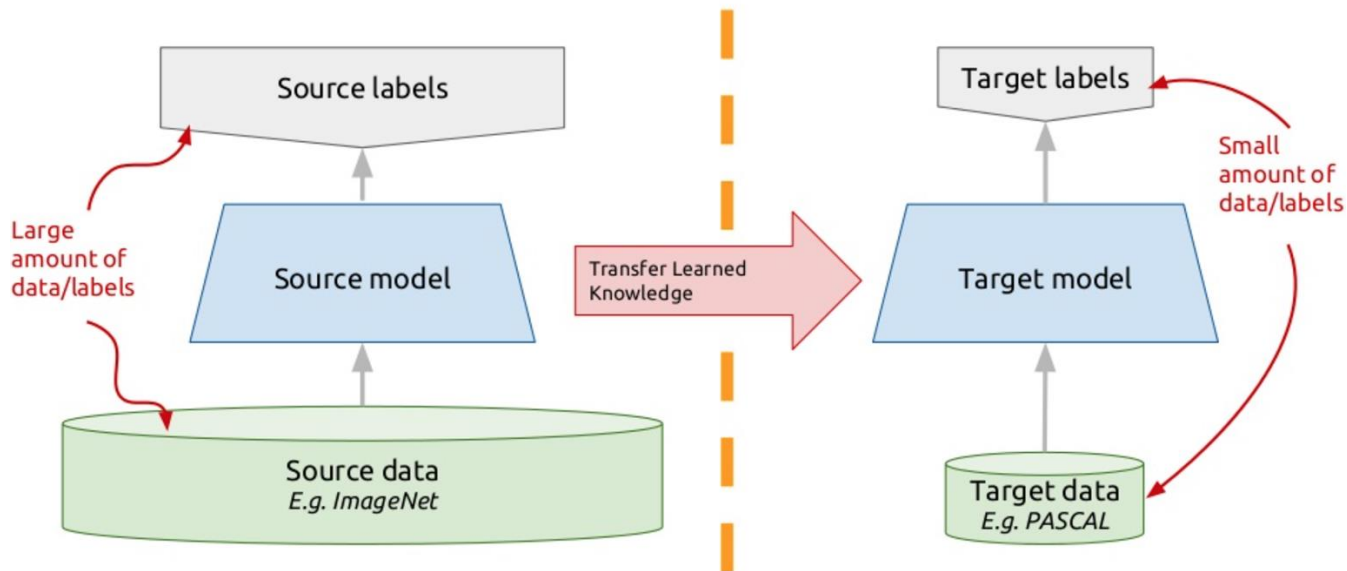 Source labels
Large
amount of
data/labels
Source model
Source data
E.g. ImageNet
Transfer Learned
Knowledge
Target labels
Small
amount of
data/labels
Target model
Target data
E.g. PASCAL